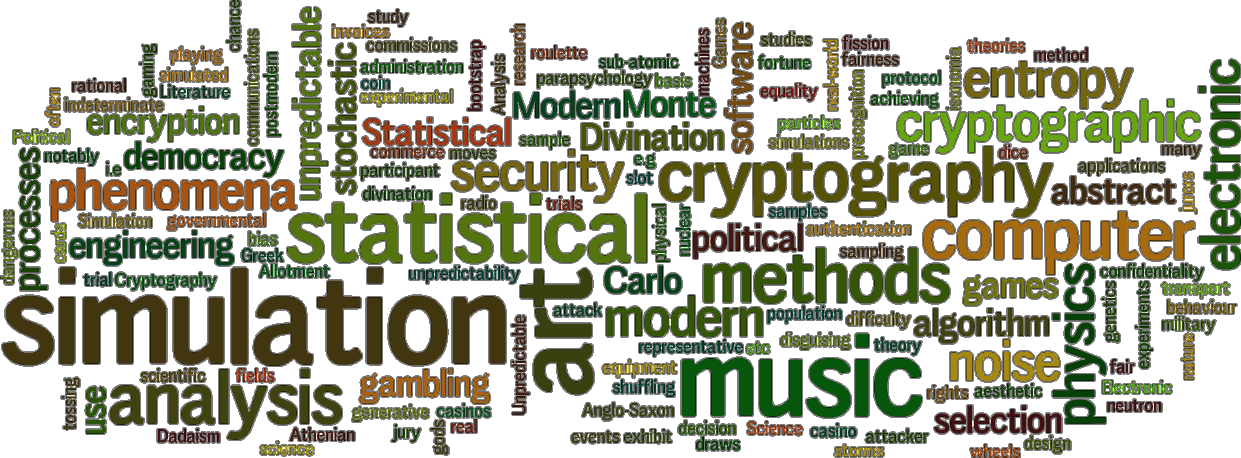 chance
unpredictable
study
invoices
commissions
stochastic
administration
coin
experimental
bootstrap
Analysis
research
roulette
sub-atomic
parapsychology
basis
machines
Games
software
studies
fortune
equality
real-world
fission
fairness
protocol
achieving
precognition
isonomia
theories
method
entropy
electronic
playing
gaming
simulated
Literature
rational
indeterminate
often
communications
postmodern
encryption
Political
notably
i.e
democracy
processes
phenomena
Statistical
commerce
moves
participant
divination
Modern
Monte
sample
Divination
e.g
slot
particles
simulations
game
cryptographic
dice
many
security
radio
trials
cryptography
abstract
applications
juncos
Simulation
governmental
dangerous
cards
engineering
bias
Greek
Allotment
trial
Cryptography
statistical
unpredictability
physical
nuclear
political
samples
authentication
sampling
computer
simulation
art
attack
Carlo
methods
games
confidentiality
transport
behaviour
military
genetics
experiments
nature
modern
population
difficulty
algorithm
physics
representative
etc
disguising
theory
equipment
shuffling
music
noise
fair
Electronic
neutron
rights
aesthetic
selection
wheels
design
Anglo-Saxon
events
exhibit
decision
draws
Science
casino
attacker
atoms
Unpredictable
scientific
fields
gambling
generative
casinos
jury
gods
real
tossing
use
analysis
Dadaism
Athenian
science